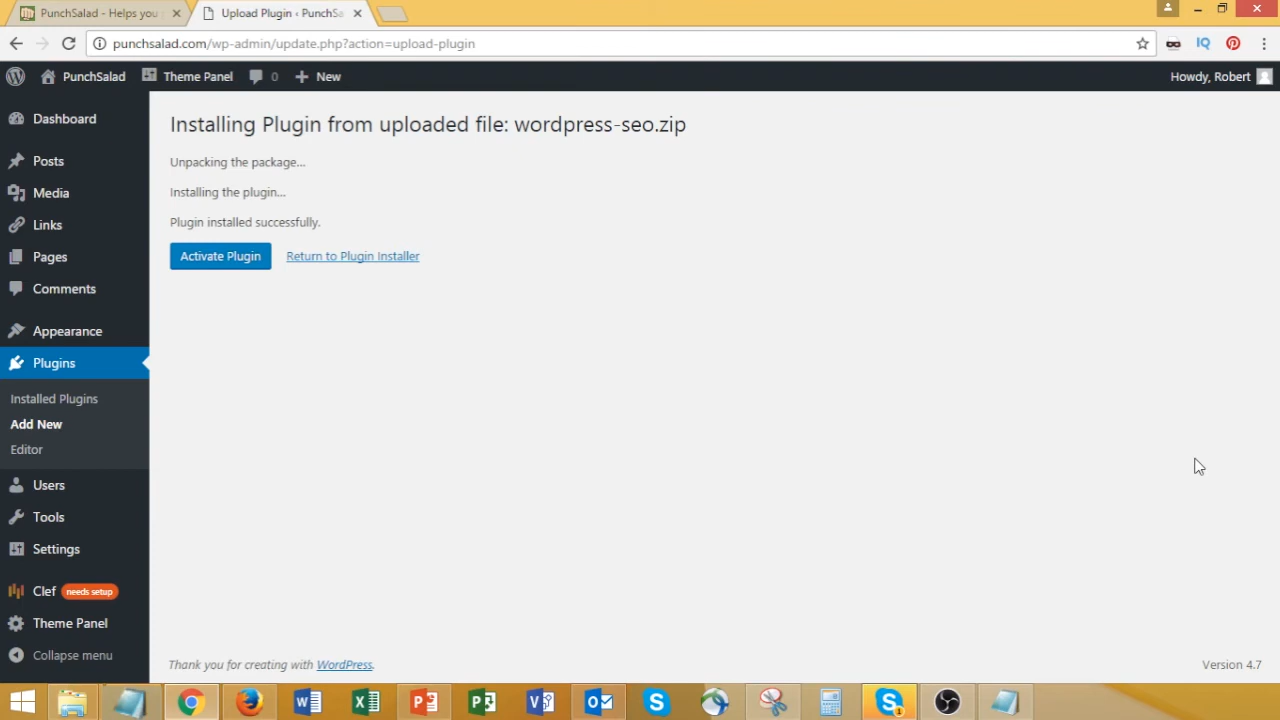 PunchSalad - Helps you
Upload Plugin ‹ PunchSa
punchsalad.com/wp-admin/update.php?action=upload-plugin
PunchSalad
Theme Panel
0
New
Howdy, Robert
Dashboard
Posts
Media
Links
Pages
Comments
Appearance
Plugins
Installed Plugins
Add New
Editor
Users
Tools
Settings
Clef needs setup
Theme Panel
Collapse menu
Installing Plugin from uploaded file: wordpress-seo.zip
Unpacking the package...
Installing the plugin...
Plugin installed successfully.
Activate Plugin Return to Plugin Installer
Thank you for creating with WordPress.
Version 4.7